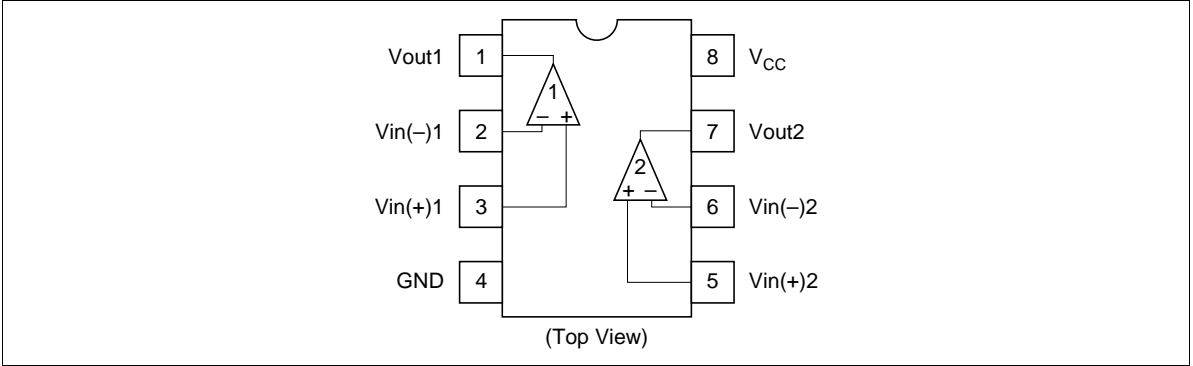 Vout1 1 8 V_CC
1
Vin(–)1 2 – + 7 Vout2
2
Vin(+)1 3 + – 6 Vin(–)2
GND 4 5 Vin(+)2
(Top View)